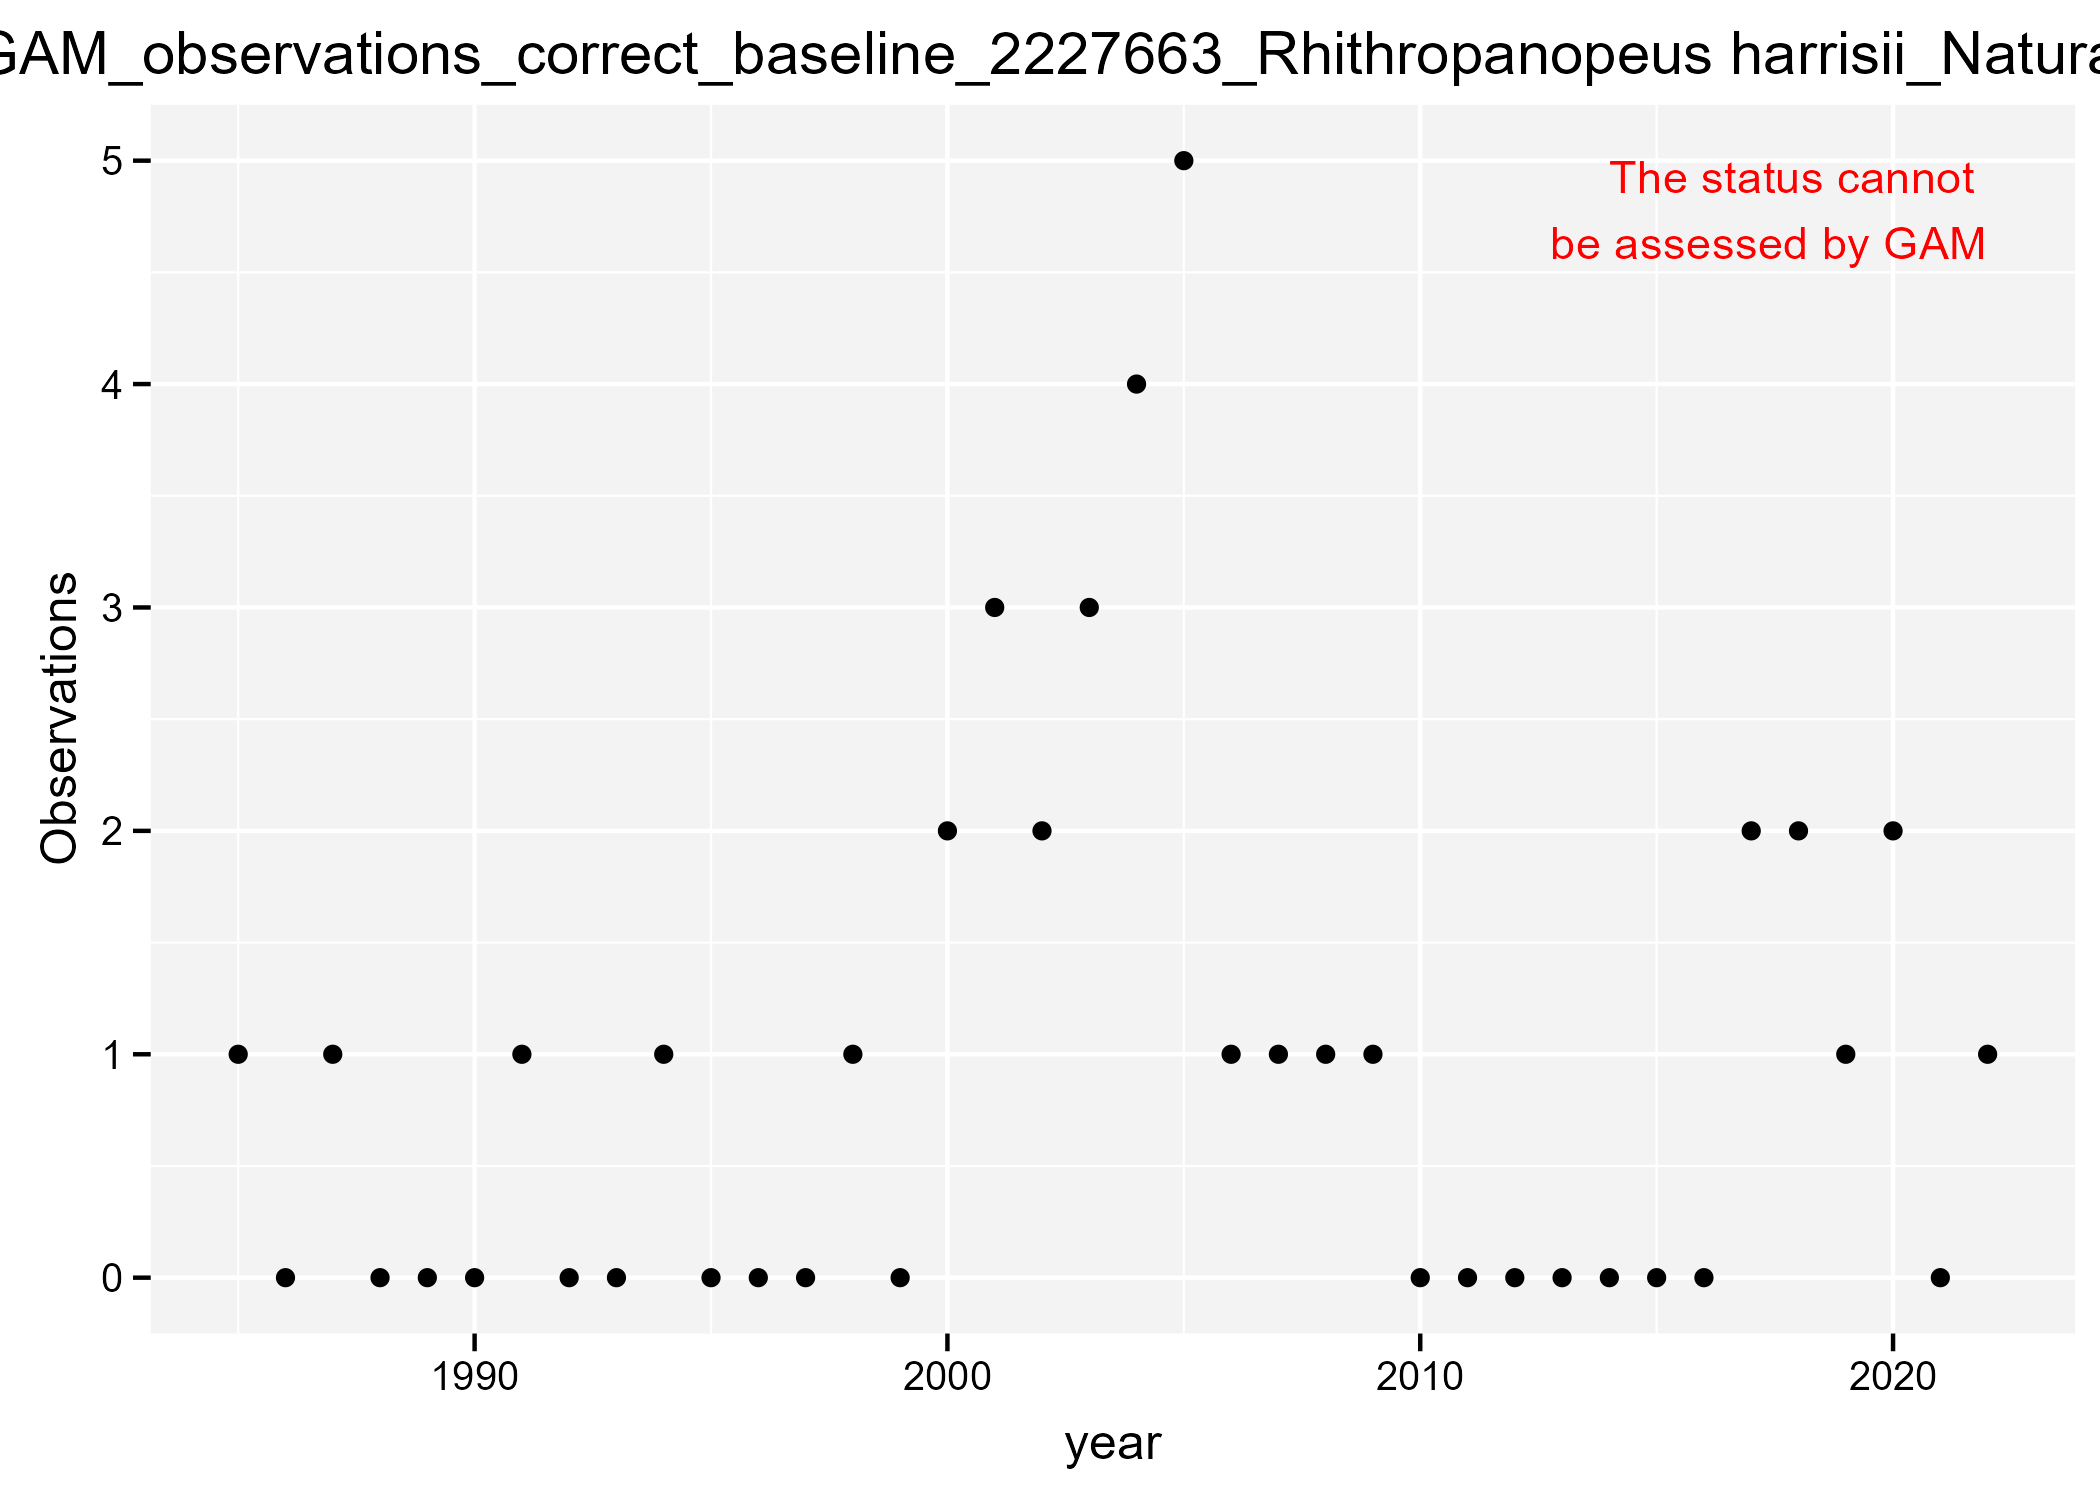 GAM_observations_correct_baseline_2227663_Rhithropanopeus harrisii_Natura
5
4
3
2
1
0
Observations
The status cannot
be assessed by GAM
1990 2000 2010 2020
year